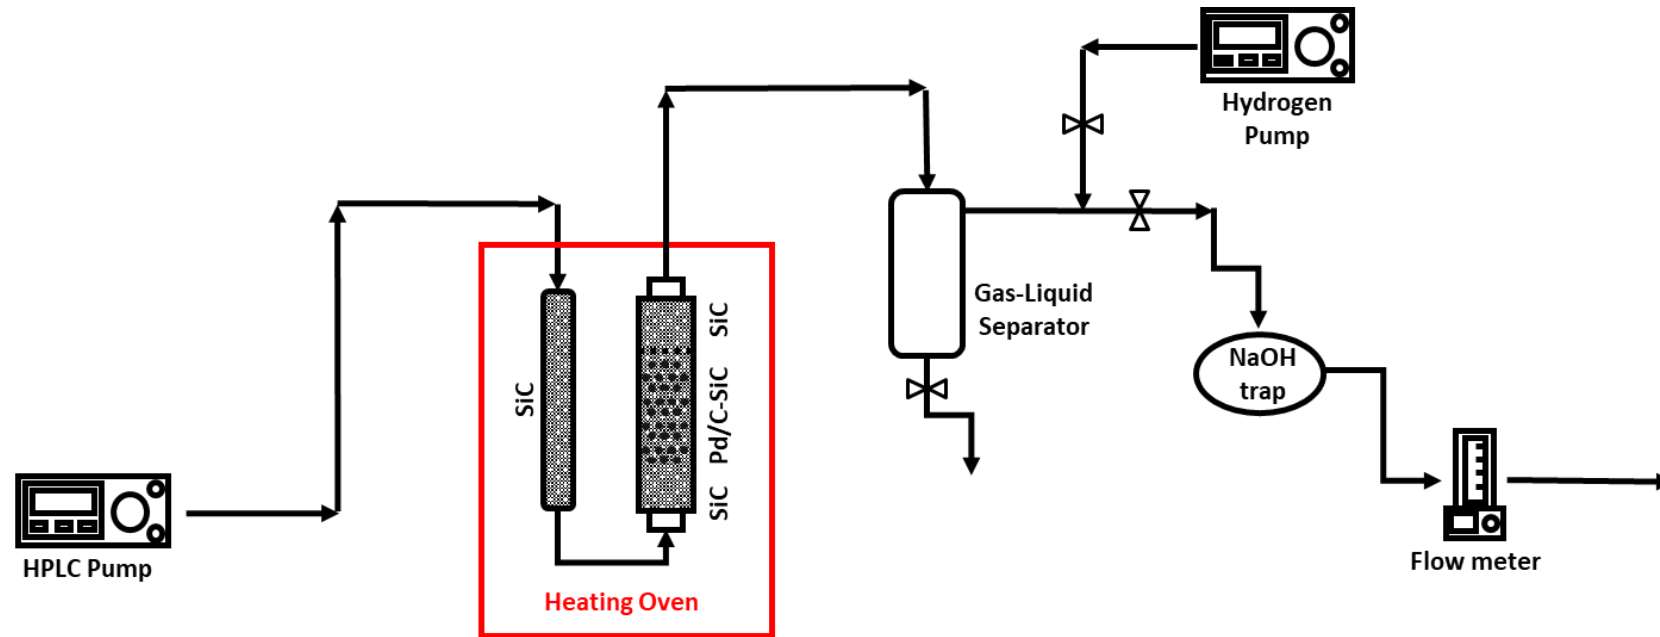 Hydrogen
Pump
Gas-Liquid
Separator
SiC
SiC
Pd/C-SiC
SiC
NaOH
trap
HPLC Pump
Heating Oven
Flow meter